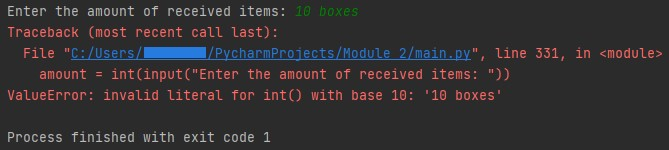 Enter the amount of received items: 10 boxes
Traceback (most recent call last):
  File "C:/Users/        /PycharmProjects/Module_2/main.py", line 331, in <module>
    amount = int(input("Enter the amount of received items: "))
ValueError: invalid literal for int() with base 10: '10 boxes'
Process finished with exit code 1